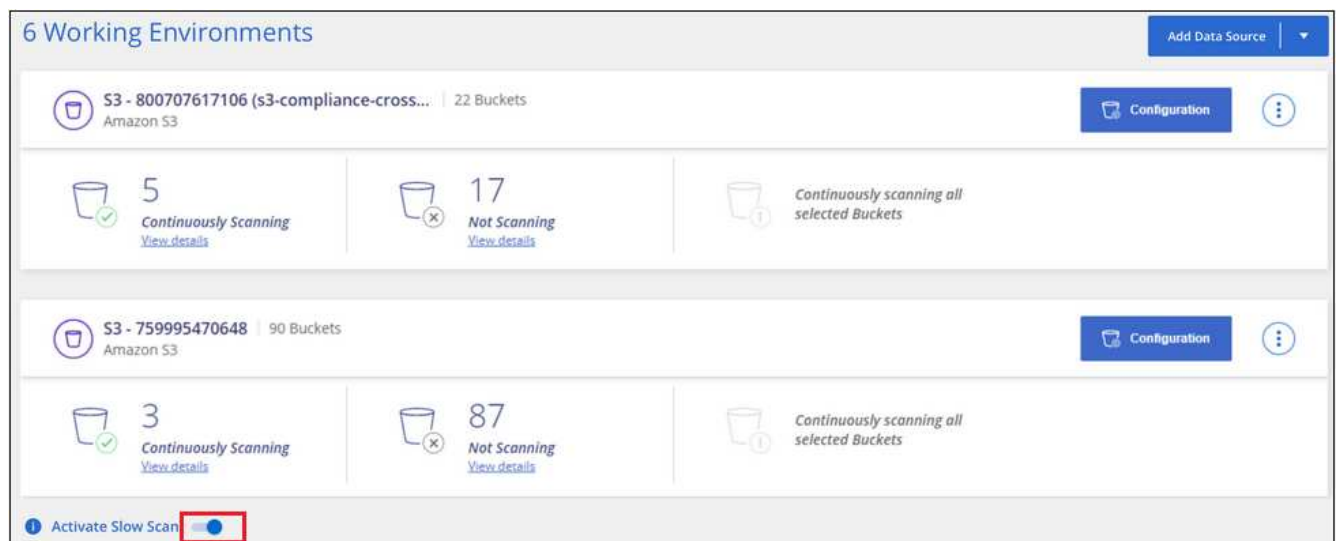 6 Working Environments
Add Data Source
S3 - 800707617106 (s3-compliance-cross... | 22 Buckets
Amazon S3
Configuration
5
Continuously Scanning
View details
17
Not Scanning
View details
Continuously scanning all
selected Buckets
S3 - 759995470648 | 90 Buckets
Amazon S3
Configuration
3
Continuously Scanning
View details
87
Not Scanning
View details
Continuously scanning all
selected Buckets
Activate Slow Scan